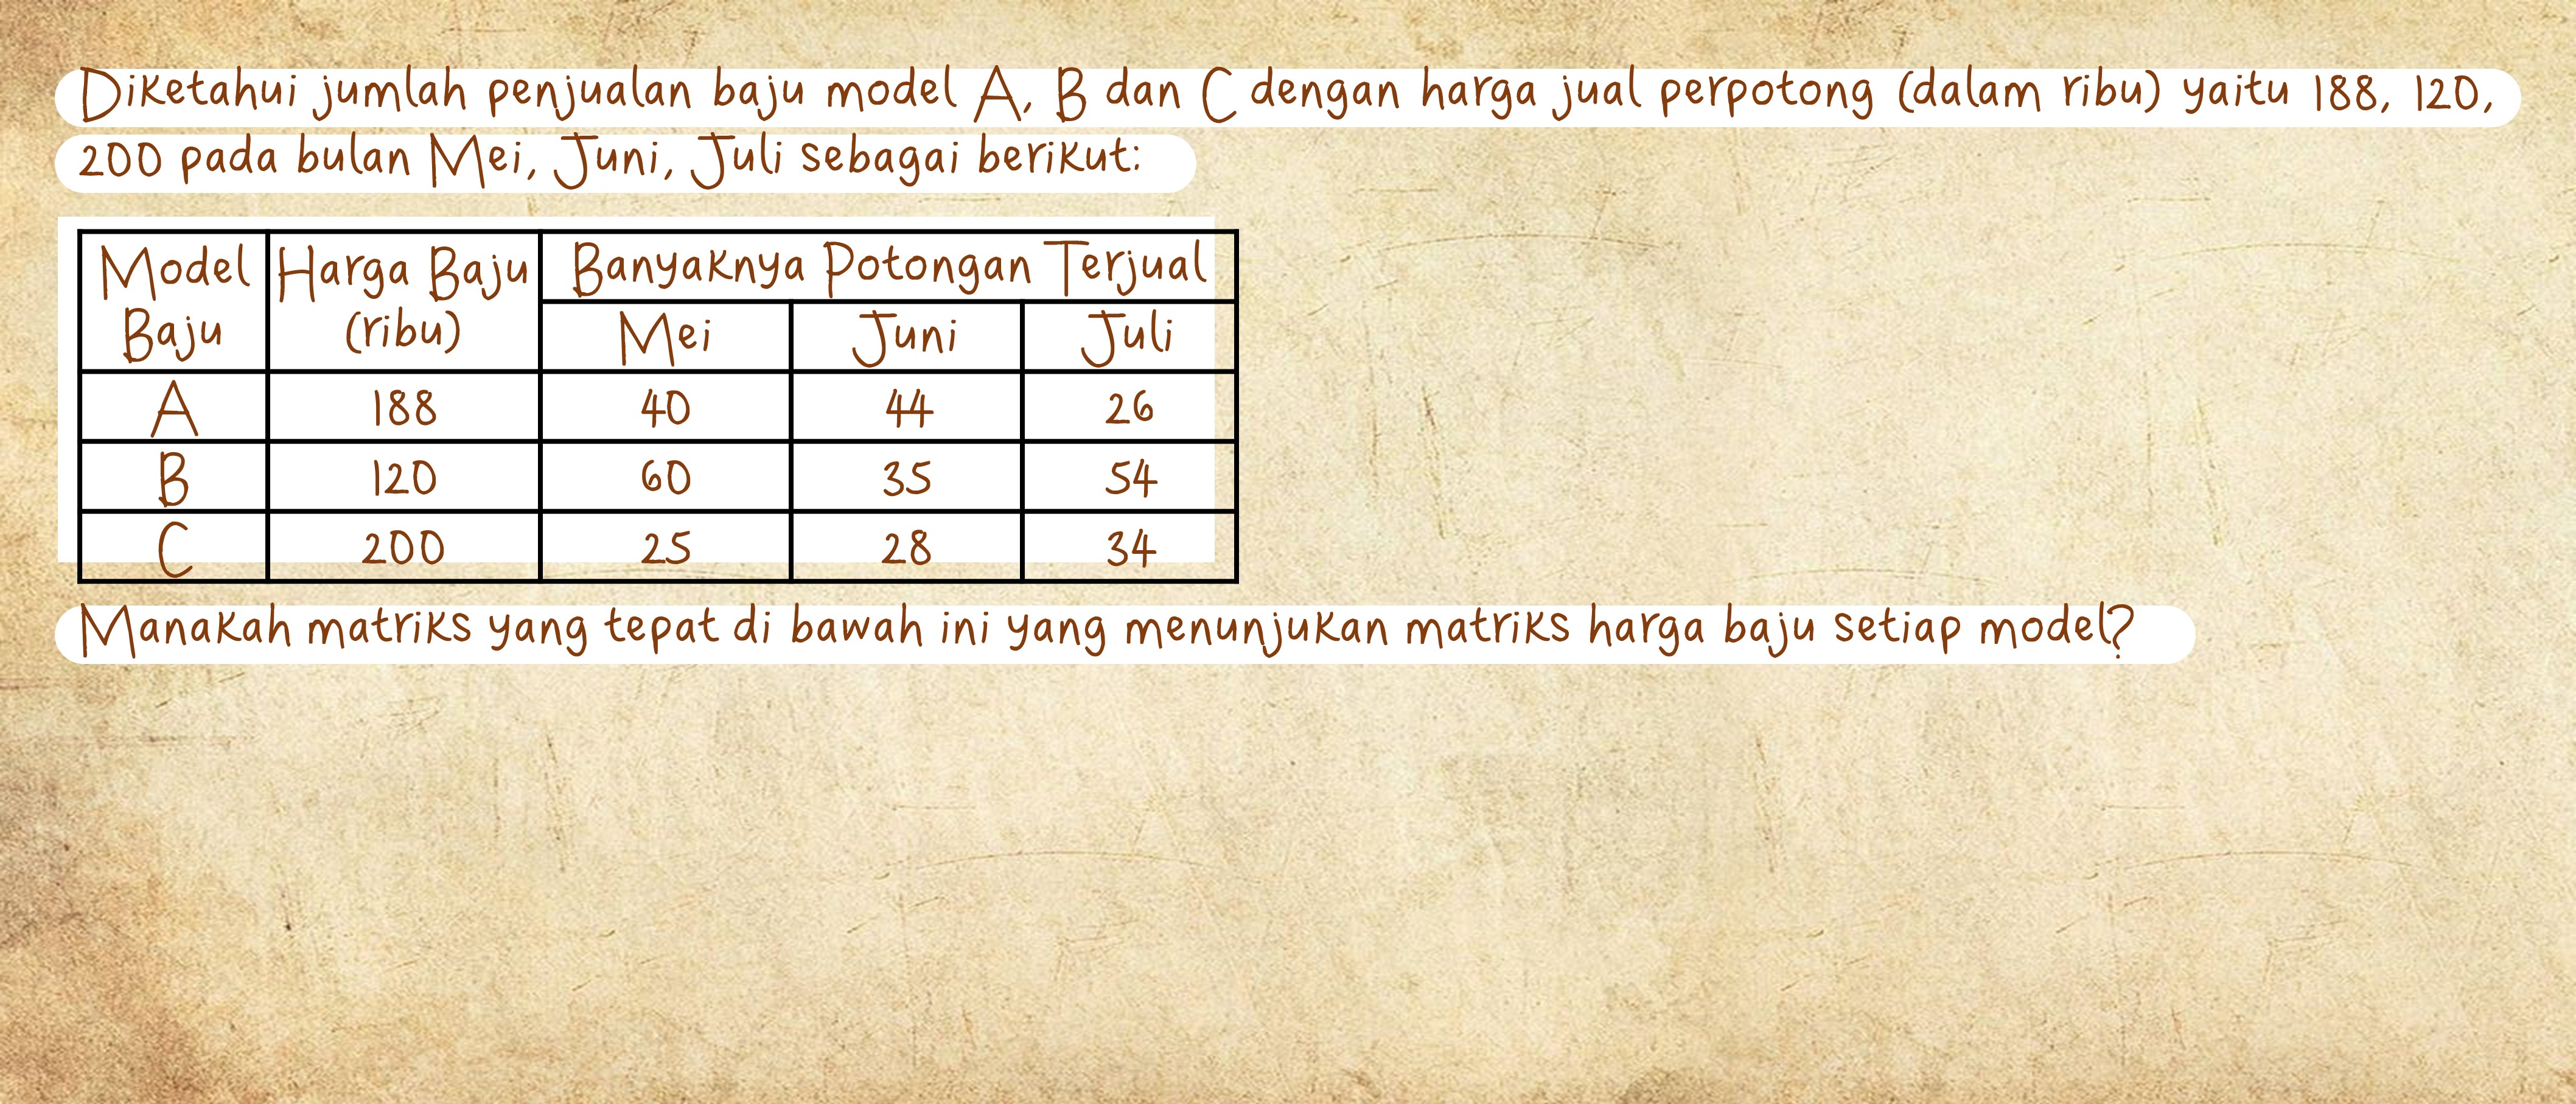 Diketahui jumlah penjualan baju model A, B dan C dengan harga jual perpotong (dalam ribu) yaitu 188, 120,
200 pada bulan Mei, Juni, Juli sebagai berikut:
Model Baju Harga Baju (ribu) Banyaknya Potongan Terjual
Mei Juni Juli
A 188 40 44 26
B 120 60 35 54
C 200 25 28 34
Manakah matriks yang tepat di bawah ini yang menunjukan matriks harga baju setiap model?